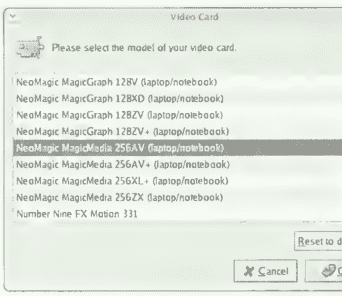 Video Card
Please select the model of your video card.
NeoMagic MagicGraph 128V (laptop/notebook)
NeoMagic MagicGraph 128XD (laptop/notebook)
NeoMagic MagicGraph 128ZV (laptop/notebook)
NeoMagic MagicGraph 128ZV+ (laptop/notebook)
NeoMagic MagicMedia 256AV (laptop/notebook)
NeoMagic MagicMedia 256AV+ (laptop/notebook)
NeoMagic MagicMedia 256XL+ (laptop/notebook)
NeoMagic MagicMedia 256ZX (laptop/notebook)
Number Nine FX Motion 331
Reset to d
Cancel